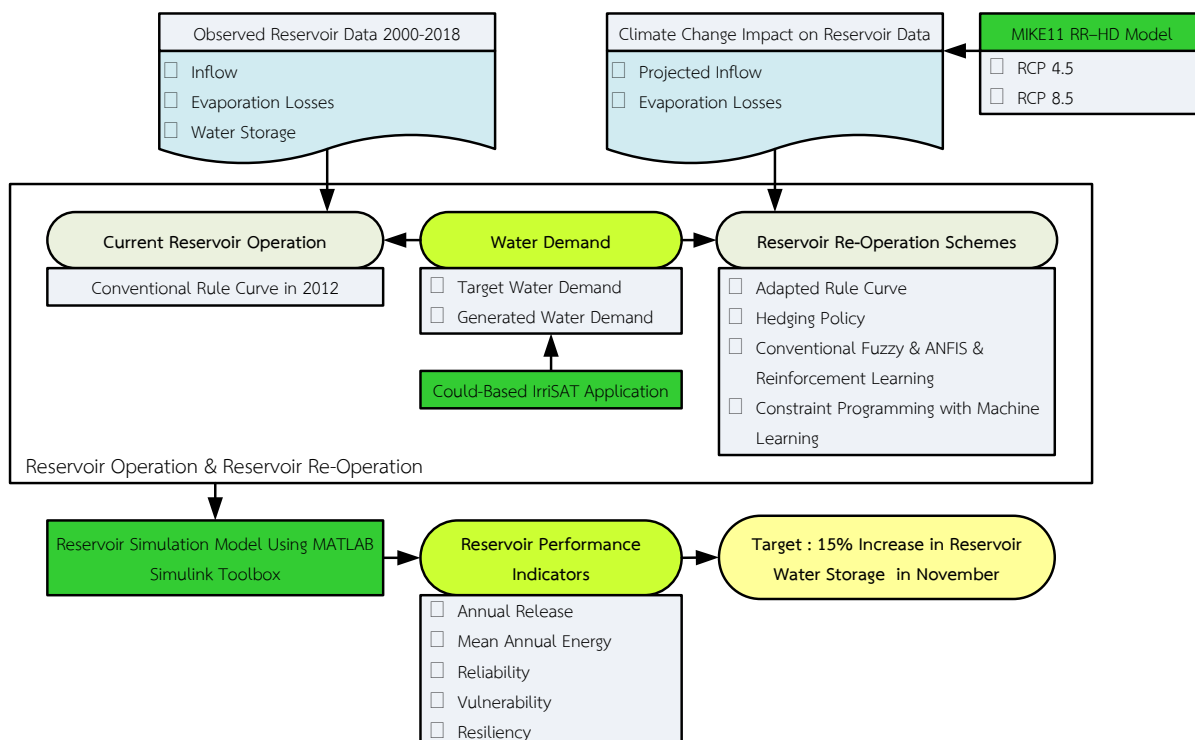 Observed Reservoir Data 2000-2018
Inflow
Evaporation Losses
Water Storage
Climate Change Impact on Reservoir Data
Projected Inflow
Evaporation Losses
MIKE11 RR–HD Model
RCP 4.5
RCP 8.5
Current Reservoir Operation
Conventional Rule Curve in 2012
Water Demand
Target Water Demand
Generated Water Demand
Could-Based IrriSAT Application
Reservoir Re-Operation Schemes
Adapted Rule Curve
Hedging Policy
Conventional Fuzzy & ANFIS &
Reinforcement Learning
Constraint Programming with Machine
Learning
Reservoir Operation & Reservoir Re-Operation
Reservoir Simulation Model Using MATLAB
Simulink Toolbox
Reservoir Performance
Indicators
Annual Release
Mean Annual Energy
Reliability
Vulnerability
Resiliency
Target : 15% Increase in Reservoir
Water Storage in November